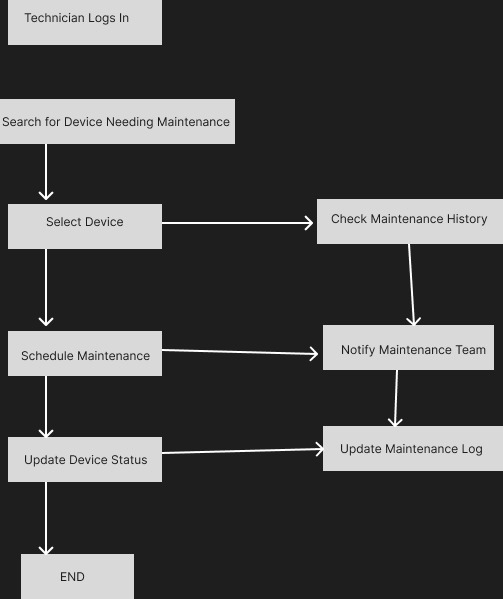 Technician Logs In
Search for Device Needing Maintenance
Select Device
Check Maintenance History
Schedule Maintenance
Notify Maintenance Team
Update Device Status
Update Maintenance Log
END